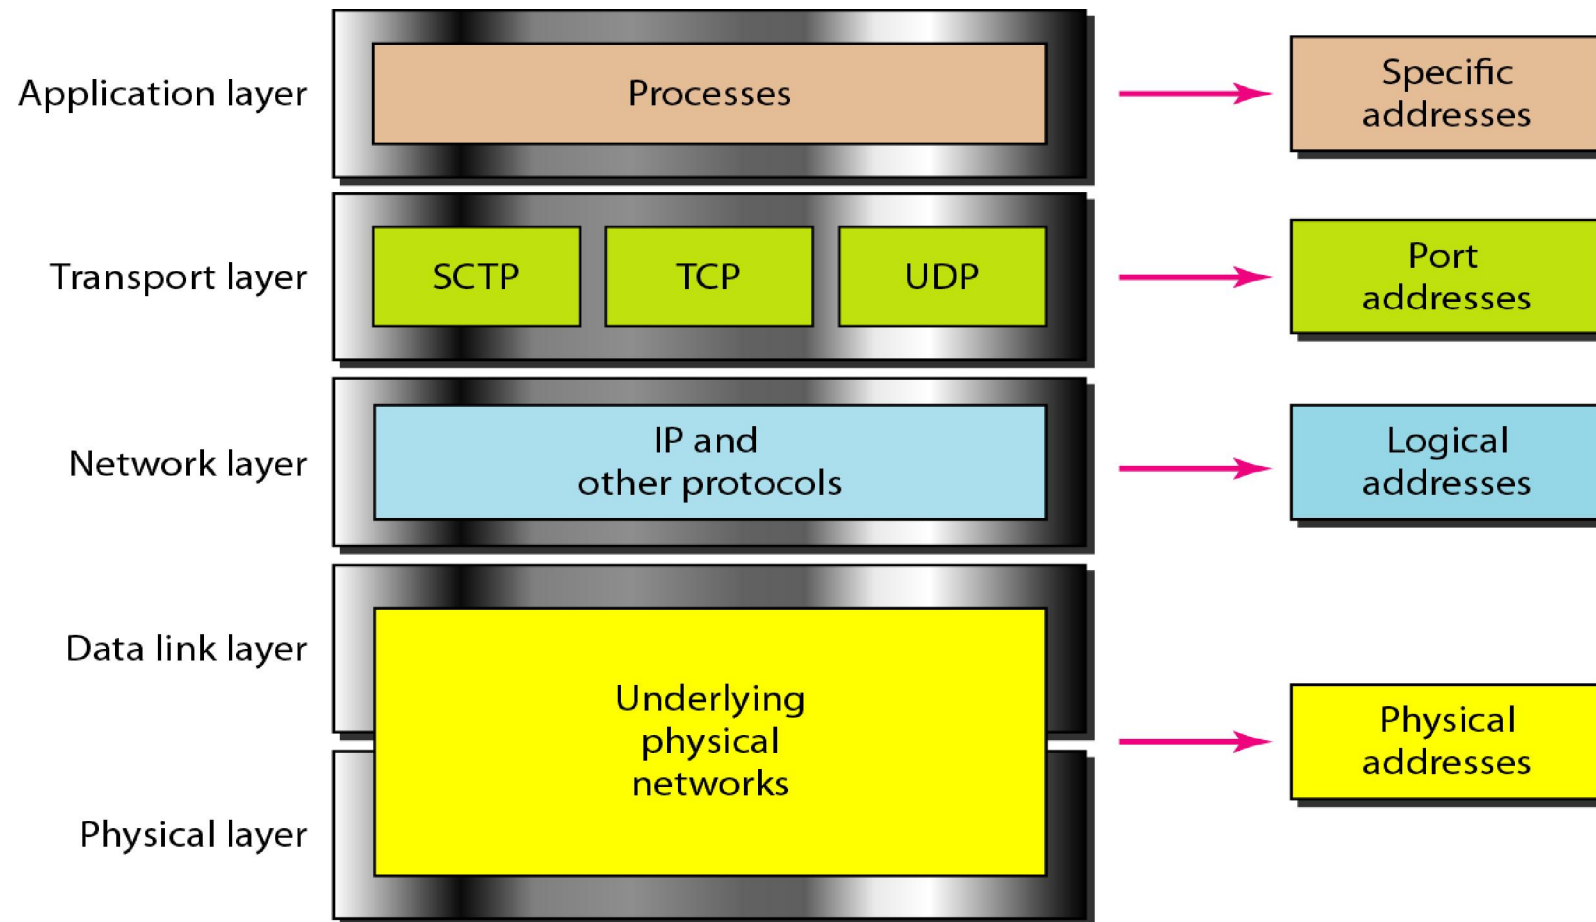 Application layer
Processes
Specific
addresses
Transport layer
SCTP
TCP
UDP
Port
addresses
Network layer
IP and
other protocols
Logical
addresses
Data link layer
Underlying
physical
networks
Physical
addresses
Physical layer